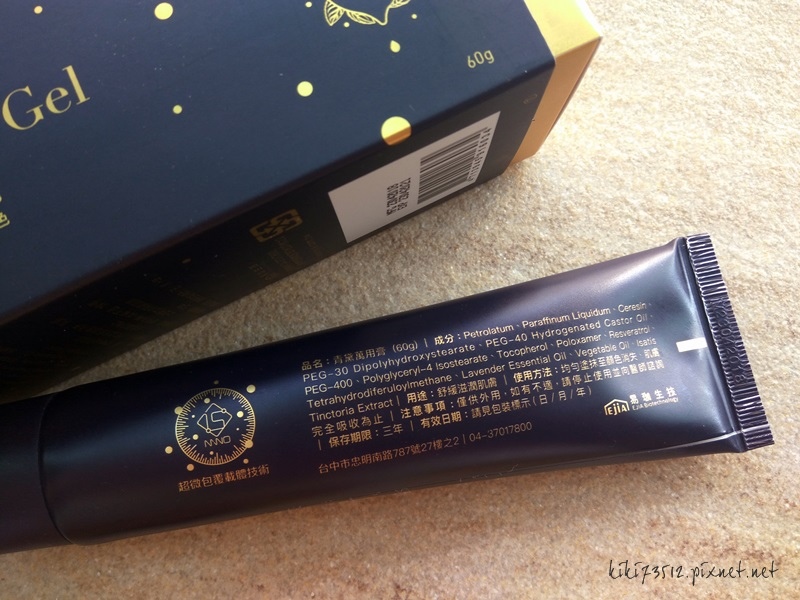 Gel
60g
品名：青黛萬用膏 (60g) | 成分：Petrolatum、Paraffinum Liquidum、Ceresin、
PEG-30 Dipolyhydroxystearate、PEG-40 Hydrogenated Castor Oil、
PEG-400、Polyglyceryl-4 Isostearate、Tocopherol、Poloxamer、Resveratrol、
Tetrahydrodiferuloylmethane、Lavender Essential Oil、Vegetable Oil、Isatis
Tinctoria Extract | 用途：舒緩滋潤肌膚 | 使用方法：均勻塗抹至顏色消失，肌膚
完全吸收為止 | 注意事項：僅供外用，如有不適，請停止使用並向醫師諮詢
| 保存期限：三年 | 有效日期：請見包裝標示(日/月/年)
台中市忠明南路787號27樓之2 | 04-37017800
NANO
超微包覆載體技術
EJIA
易珈生技
EJia Biotechnology
kiki73512.pixnet.net